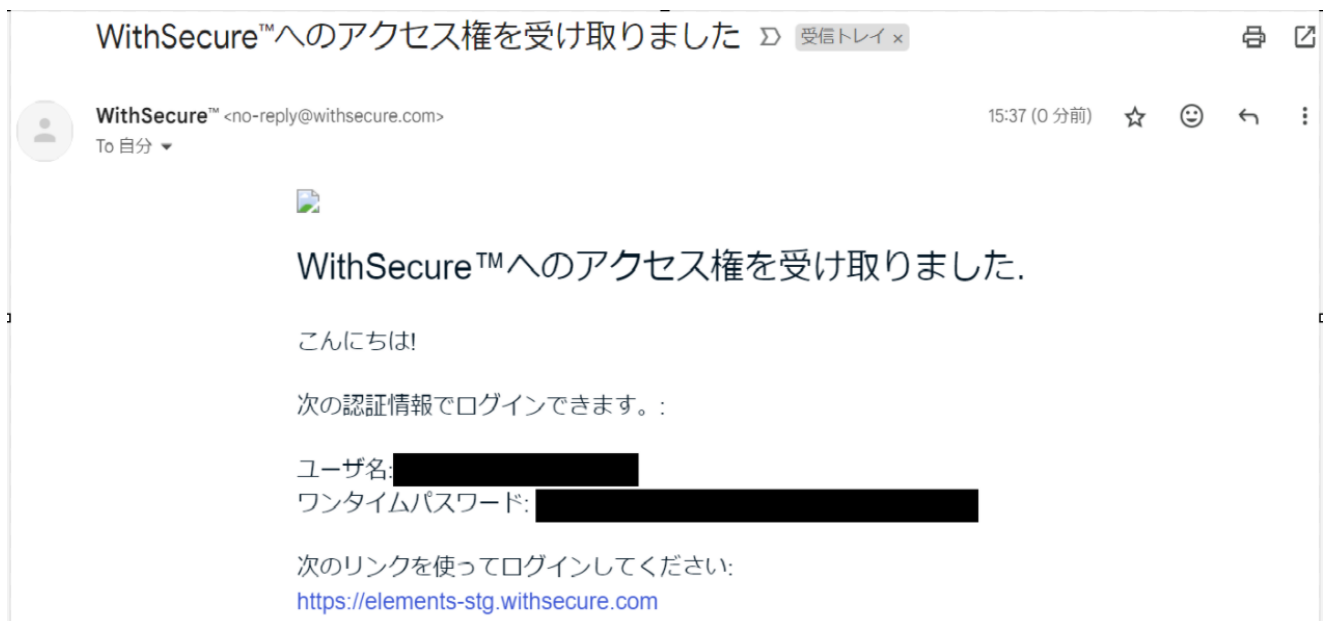 WithSecure™へのアクセス権を受け取りました 受信トレイ ×
WithSecure™ <no-reply@withsecure.com> 15:37 (0 分前)
To 自分
WithSecure™へのアクセス権を受け取りました.
こんにちは!
次の認証情報でログインできます。:
ユーザ名:
ワンタイムパスワード:
次のリンクを使ってログインしてください:
https://elements-stg.withsecure.com